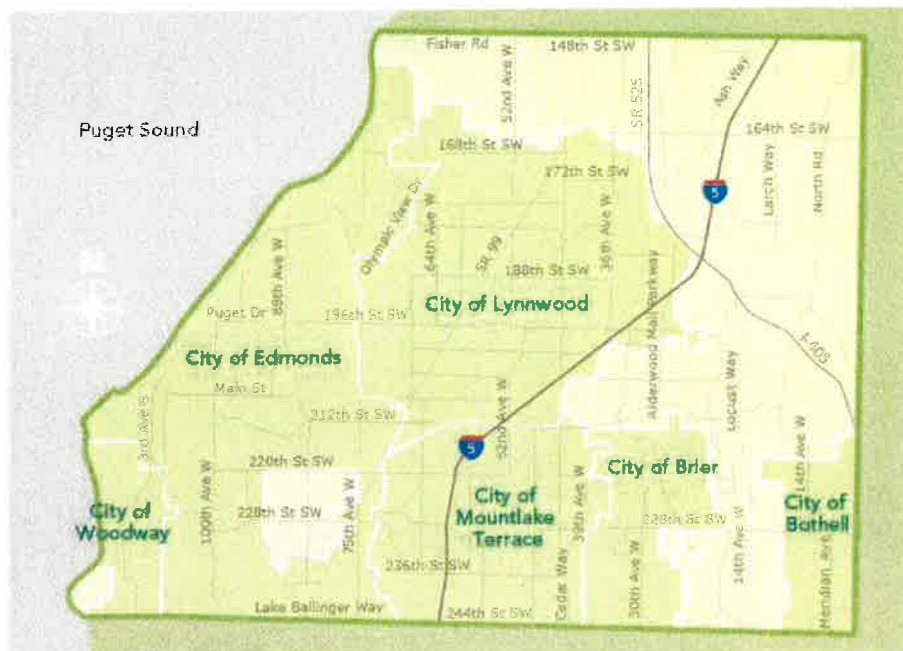 Fisher Rd
148th St SW
52nd Ave W
SR 525
Ash Way
Puget Sound
164th St SW
168th St SW
172th St SW
Larch Way
North Rd
5
Olympic View Dr
64th Ave W
SR 99
36th Ave W
188th St SW
89th Ave W
Alderwood Mall Parkway
City of Lynnwood
Puget Dr
196th St SW
City of Edmonds
Main St
212th St SW
3rd Ave S
52nd Ave W
Locust Way
5
220th St SW
City of Brier
14th Ave W
100th Ave W
75th Ave W
39th Ave W
City of
Woodway
228th St SW
City of
Mountlake
Terrace
228th St SW
City of
Bothell
236th St SW
Cedar Way
30th Ave W
14th Ave W
Meridian Ave
Lake Ballinger Way
244th St SW